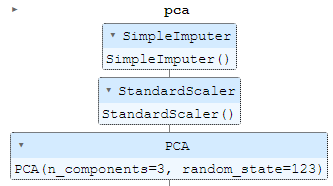 pca
SimpleImputer
SimpleImputer()
StandardScaler
StandardScaler()
PCA
PCA(n_components=3, random_state=123)